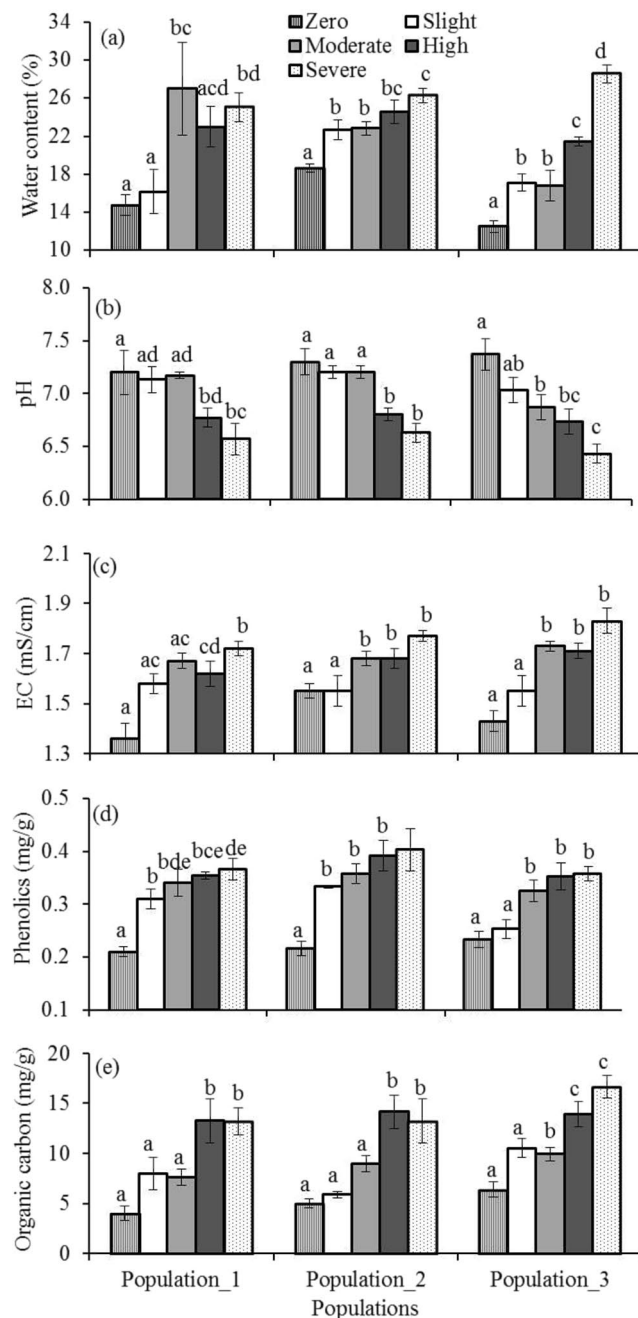 (a)
Zero
Slight
Moderate
High
Severe
Water content (%)
34
30
26
22
18
14
10
a
a
bc
acd
bd
a
b
b
bc
c
a
b
b
c
d
(b)
pH
7.5
7.0
6.5
6.0
a
ad
ad
bd
bc
a
a
a
b
b
a
ab
b
bc
c
(c)
EC (mS/cm)
2.1
1.9
1.7
1.5
1.3
a
ac
ac
cd
b
a
a
b
b
b
a
a
b
b
b
(d)
Phenolics (mg/g)
0.5
0.4
0.3
0.2
0.1
a
b
bde
bce
de
a
b
b
b
b
a
a
b
b
b
(e)
Organic carbon (mg/g)
20
15
10
5
0
a
a
a
b
b
a
a
a
b
b
a
b
b
c
c
Population_1
Population_2
Population_3
Populations